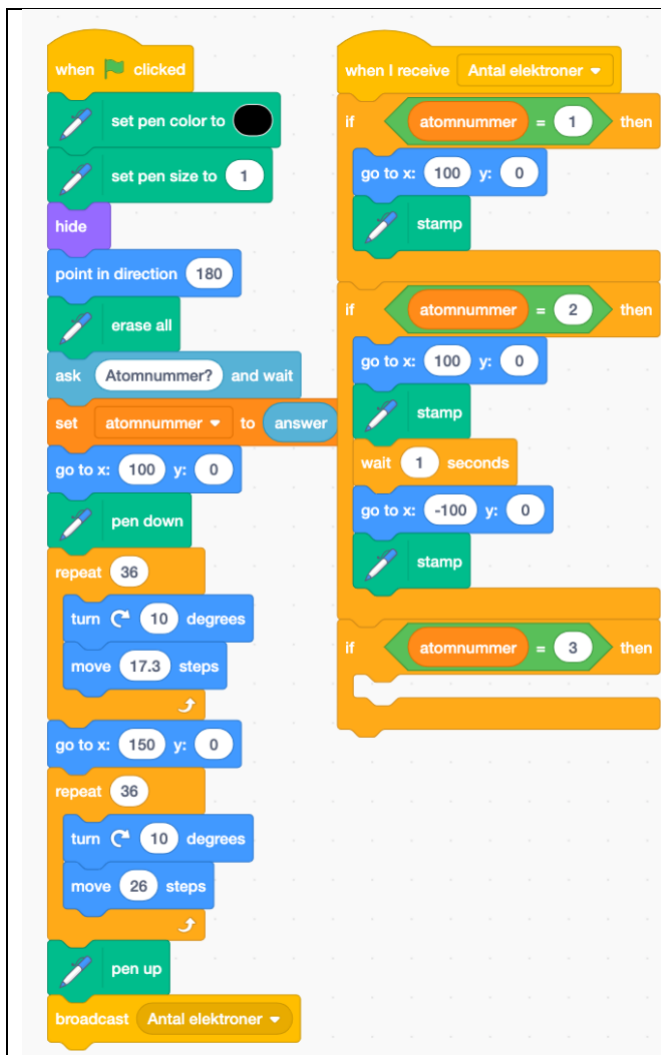 when clicked
set pen color to
set pen size to 1
hide
point in direction 180
erase all
ask Atomnummer? and wait
set atomnummer to answer
go to x: 100 y: 0
pen down
repeat 36
turn 10 degrees
move 17.3 steps
go to x: 150 y: 0
repeat 36
turn 10 degrees
move 26 steps
pen up
broadcast Antal elektroner
when I receive Antal elektroner
if atomnummer = 1 then
go to x: 100 y: 0
stamp
if atomnummer = 2 then
go to x: 100 y: 0
stamp
wait 1 seconds
go to x: -100 y: 0
stamp
if atomnummer = 3 then